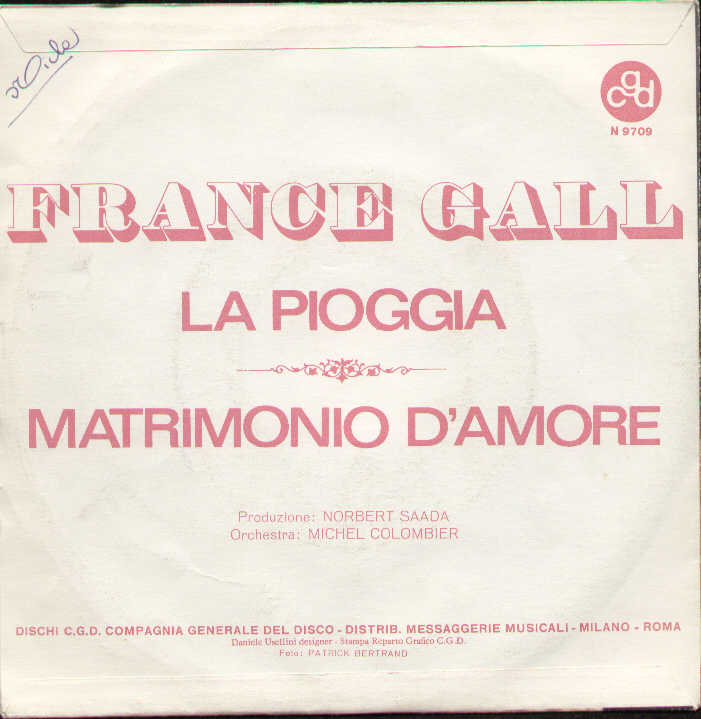 cgd
N 9709
FRANCE GALL
LA PIOGGIA
MATRIMONIO D'AMORE
Produzione: NORBERT SAADA
Orchestra: MICHEL COLOMBIER
DISCHI C.G.D. COMPAGNIA GENERALE DEL DISCO - DISTRIB. MESSAGGERIE MUSICALI - MILANO - ROMA
Daniele Usellini designer - Stampa Reparto Grafico C.G.D.
Foto: PATRICK BERTRAND